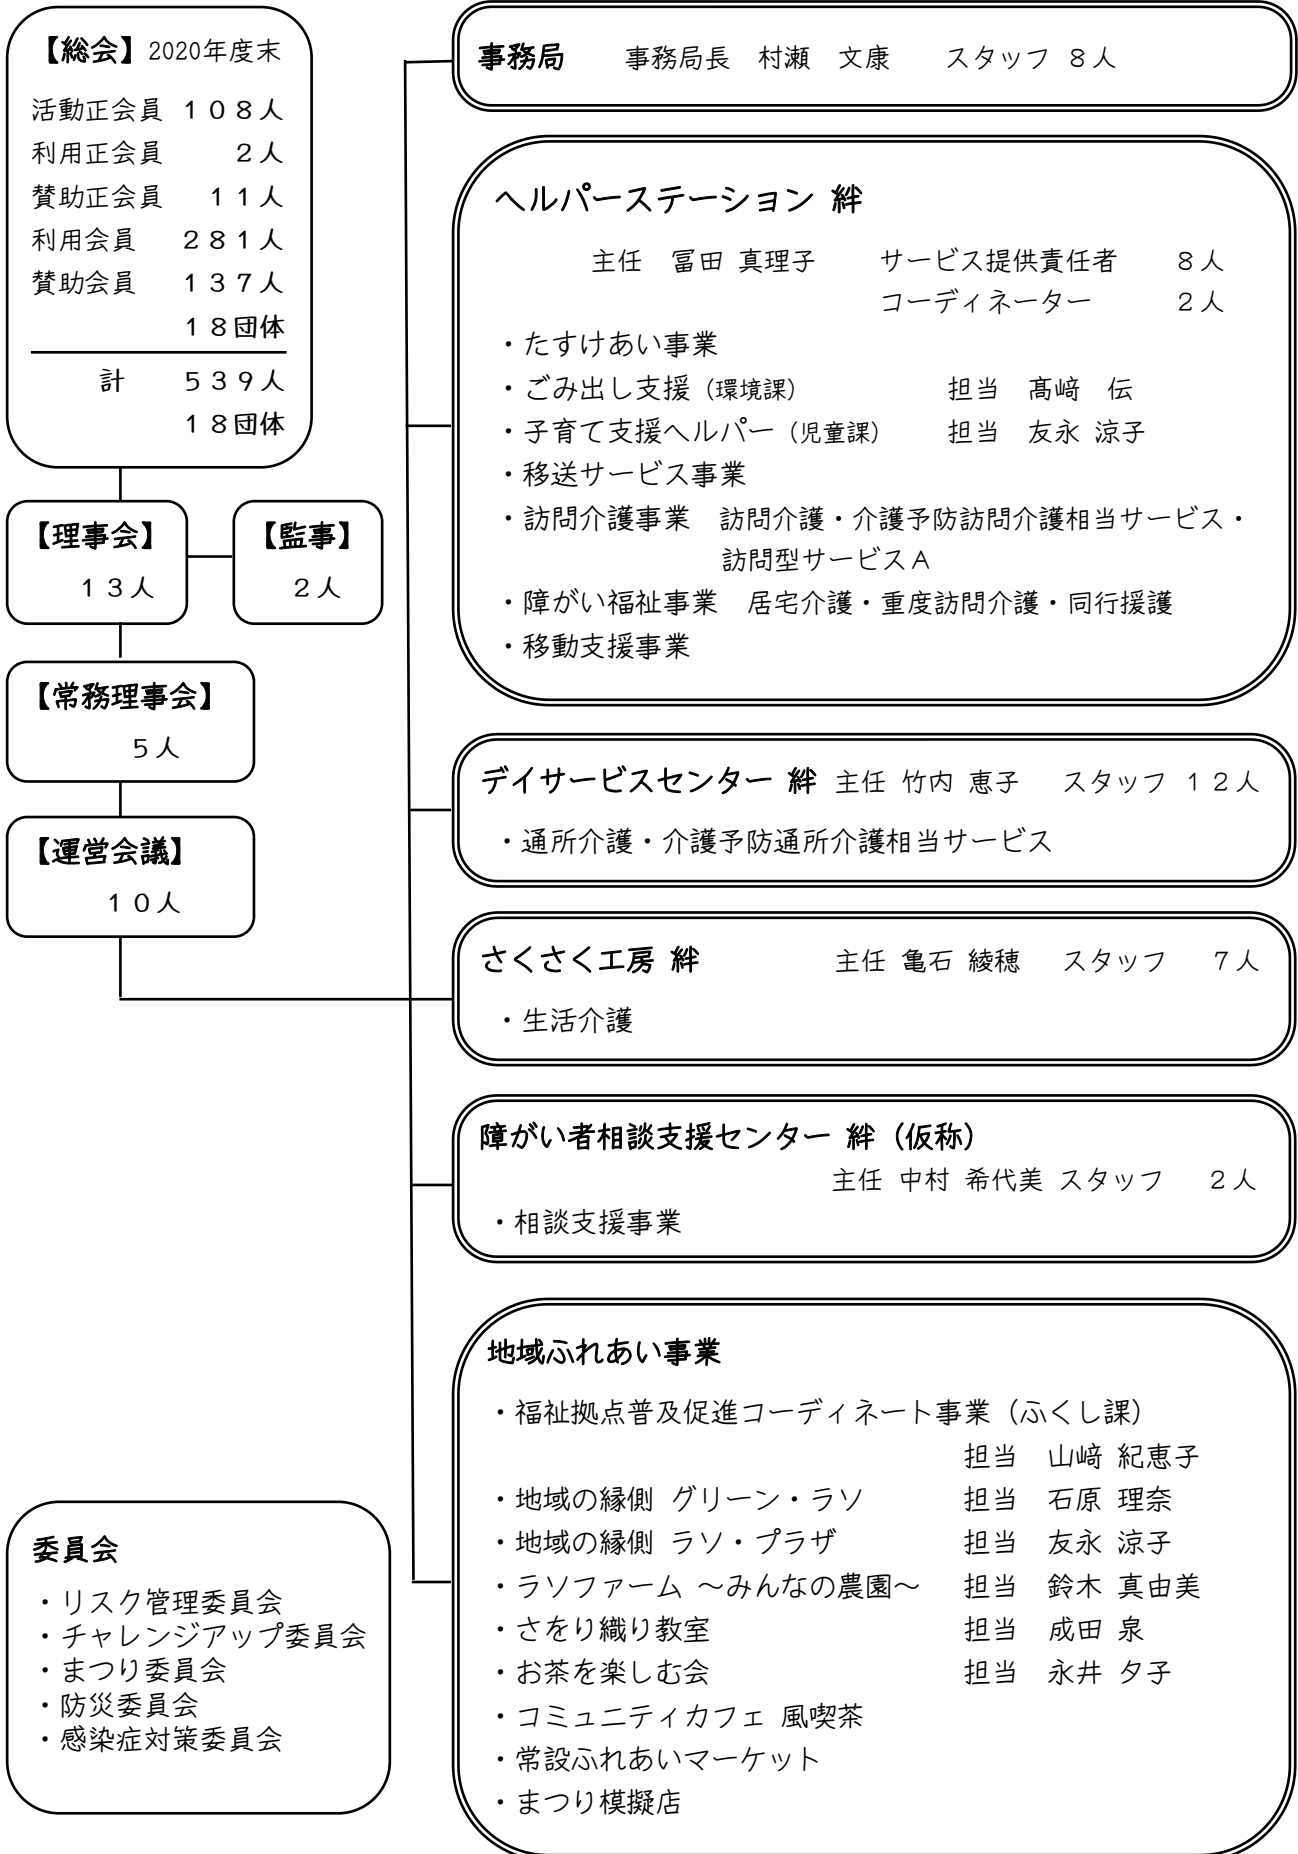 【総会】2020年度末
活動正会員 108人
利用正会員 2人
賛助正会員 11人
利用会員 281人
賛助会員 137人
18団体
計 539人
18団体
【理事会】
13人
【監事】
2人
【常務理事会】
5人
【運営会議】
10人
委員会
・リスク管理委員会
・チャレンジアップ委員会
・まつり委員会
・防災委員会
・感染症対策委員会
事務局 事務局長 村瀬 文康 スタッフ 8人
ヘルパーステーション 絆
主任 冨田 真理子 サービス提供責任者 8人
コーディネーター 2人
・たすけあい事業
・ごみ出し支援(環境課) 担当 髙﨑 伝
・子育て支援ヘルパー(児童課) 担当 友永 涼子
・移送サービス事業
・訪問介護事業 訪問介護・介護予防訪問介護相当サービス・
訪問型サービスA
・障がい福祉事業 居宅介護・重度訪問介護・同行援護
・移動支援事業
デイサービスセンター 絆 主任 竹内 恵子 スタッフ 12人
・通所介護・介護予防通所介護相当サービス
さくさく工房 絆 主任 亀石 綾穂 スタッフ 7人
・生活介護
障がい者相談支援センター 絆(仮称)
主任 中村 希代美 スタッフ 2人
・相談支援事業
地域ふれあい事業
・福祉拠点普及促進コーディネート事業(ふくし課)
担当 山﨑 紀恵子
・地域の縁側 グリーン・ラソ 担当 石原 理奈
・地域の縁側 ラソ・プラザ 担当 友永 涼子
・ラソファーム ～みんなの農園～ 担当 鈴木 真由美
・さをり織り教室 担当 成田 泉
・お茶を楽しむ会 担当 永井 夕子
・コミュニティカフェ 風喫茶
・常設ふれあいマーケット
・まつり模擬店